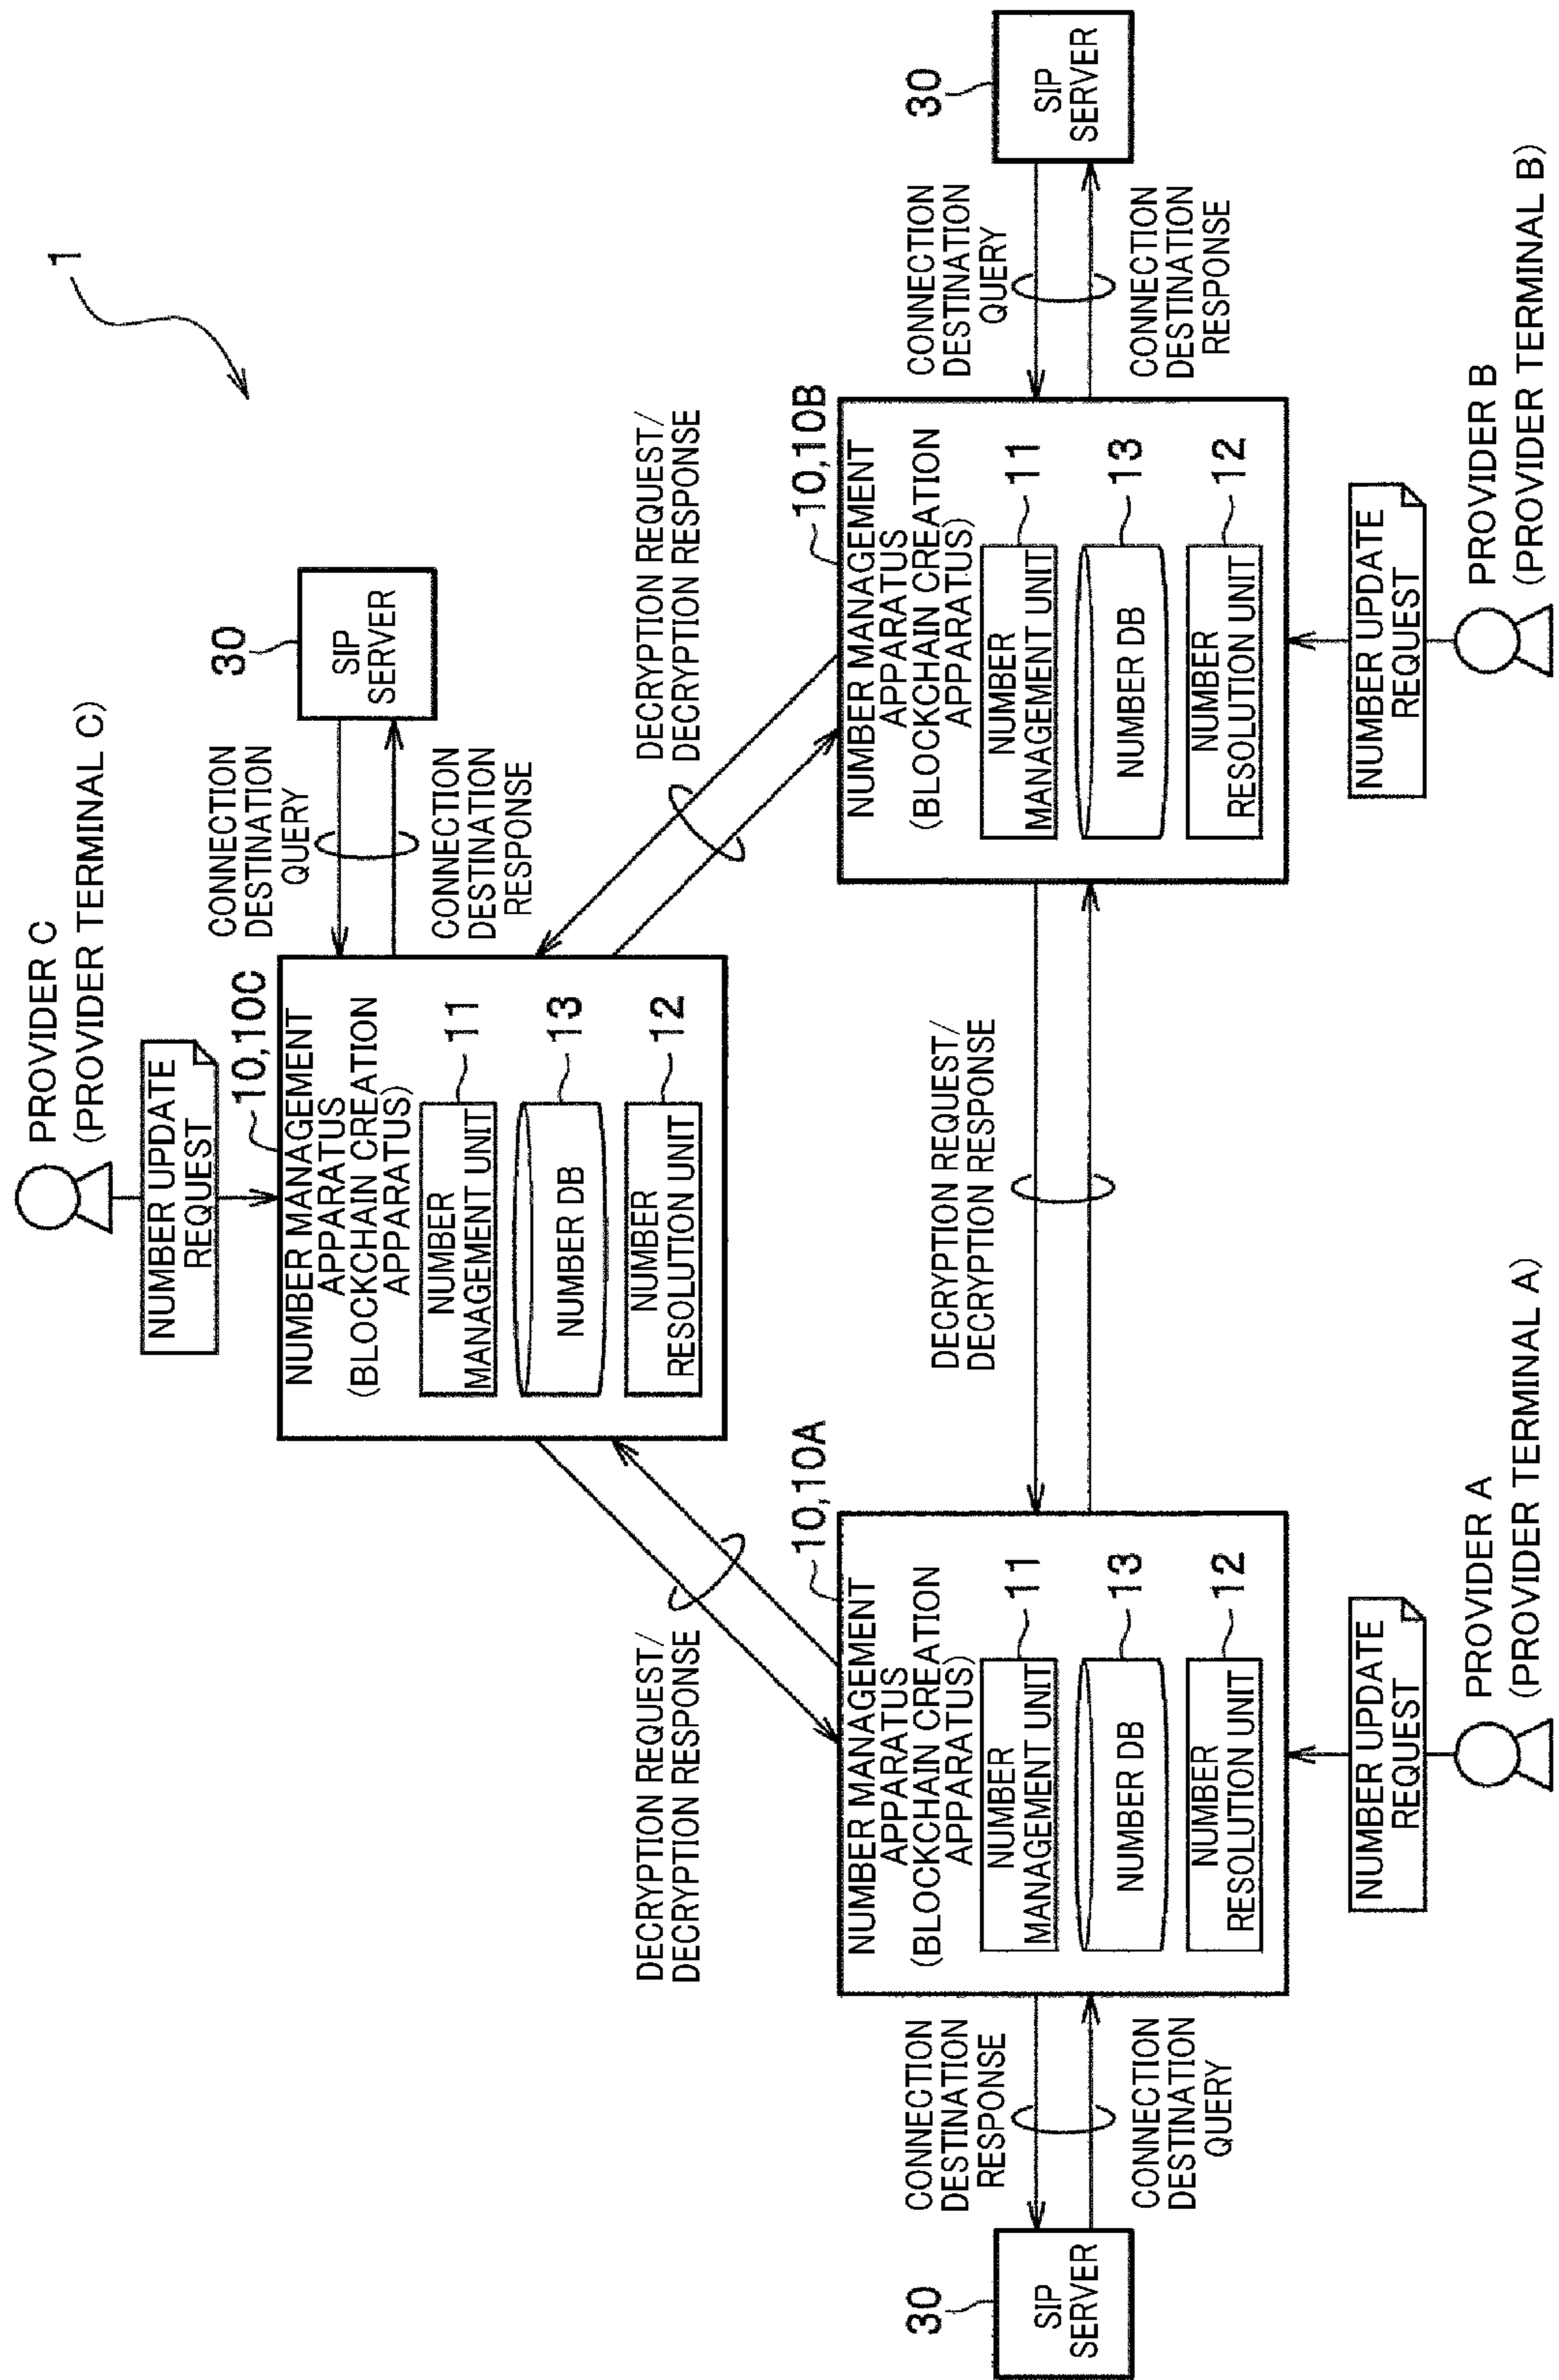 1
PROVIDER C
(PROVIDER TERMINAL C)
NUMBER UPDATE
REQUEST
10,10C
NUMBER MANAGEMENT
APPARATUS
(BLOCKCHAIN CREATION
APPARATUS)
NUMBER
MANAGEMENT UNIT
11
NUMBER DB
13
NUMBER
RESOLUTION UNIT
12
CONNECTION
DESTINATION
QUERY
CONNECTION
DESTINATION
RESPONSE
30
SIP
SERVER
DECRYPTION REQUEST/
DECRYPTION RESPONSE
DECRYPTION REQUEST/
DECRYPTION RESPONSE
30
SIP
SERVER
CONNECTION
DESTINATION
RESPONSE
CONNECTION
DESTINATION
QUERY
10,10A
NUMBER MANAGEMENT
APPARATUS
(BLOCKCHAIN CREATION
APPARATUS)
NUMBER
MANAGEMENT UNIT
11
NUMBER DB
13
NUMBER
RESOLUTION UNIT
12
DECRYPTION REQUEST/
DECRYPTION RESPONSE
10,10B
NUMBER MANAGEMENT
APPARATUS
(BLOCKCHAIN CREATION
APPARATUS)
NUMBER
MANAGEMENT UNIT
11
NUMBER DB
13
NUMBER
RESOLUTION UNIT
12
CONNECTION
DESTINATION
QUERY
CONNECTION
DESTINATION
RESPONSE
30
SIP
SERVER
NUMBER UPDATE
REQUEST
PROVIDER A
(PROVIDER TERMINAL A)
NUMBER UPDATE
REQUEST
PROVIDER B
(PROVIDER TERMINAL B)